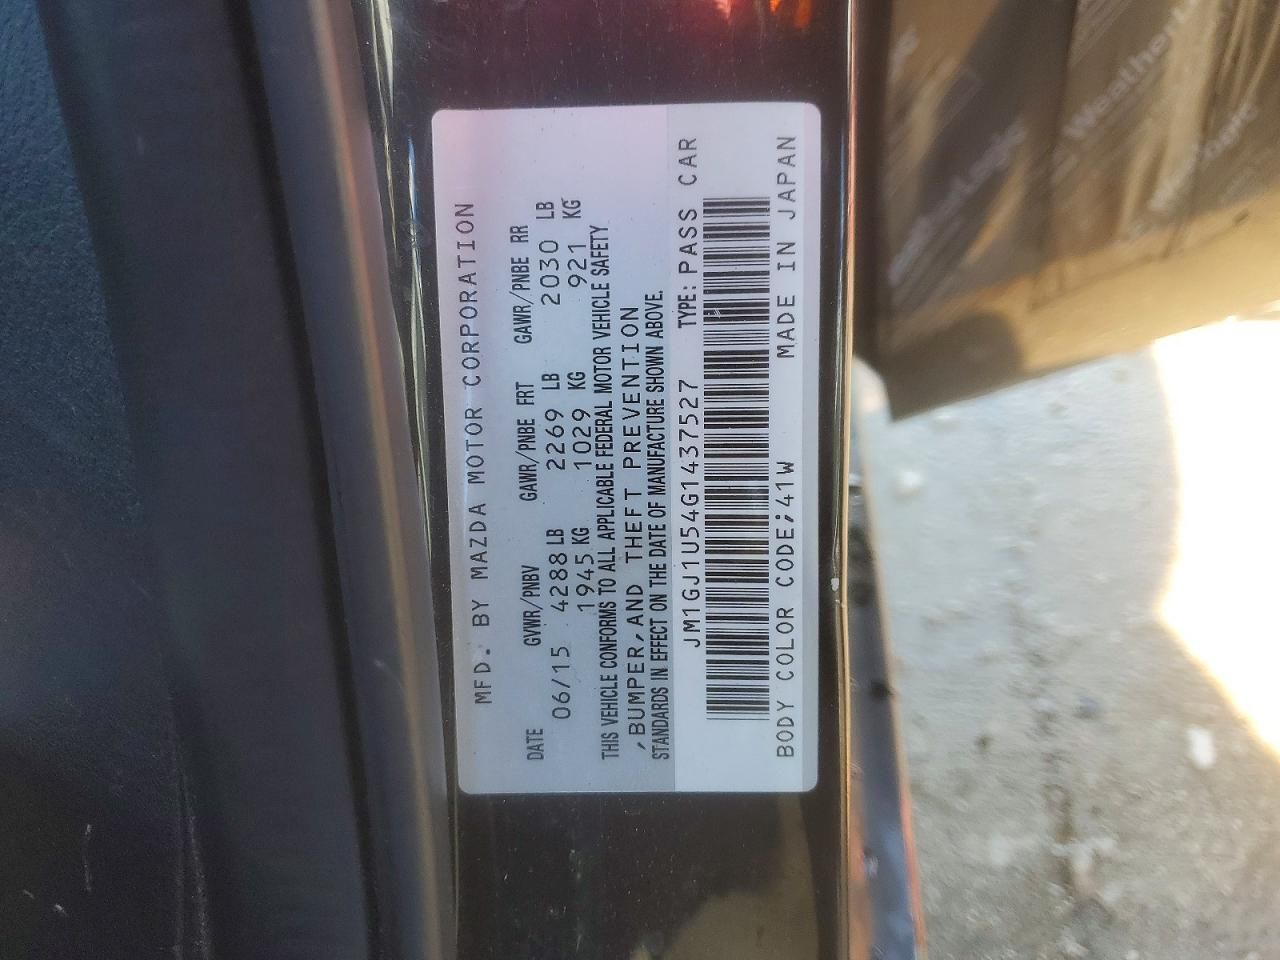 MFD. BY MAZDA MOTOR CORPORATION
DATE GVWR/PNBV GAWR/PNBE FRT GAWR/PNBE RR
06/15 4288 LB 2269 LB 2030 LB
1945 KG 1029 KG 921 KG
THIS VEHICLE CONFORMS TO ALL APPLICABLE FEDERAL MOTOR VEHICLE SAFETY
,BUMPER,AND THEFT PREVENTION
STANDARDS IN EFFECT ON THE DATE OF MANUFACTURE SHOWN ABOVE.
JM1GJ1U54G1437527 TYPE: PASS CAR
BODY COLOR CODE;41W MADE IN JAPAN